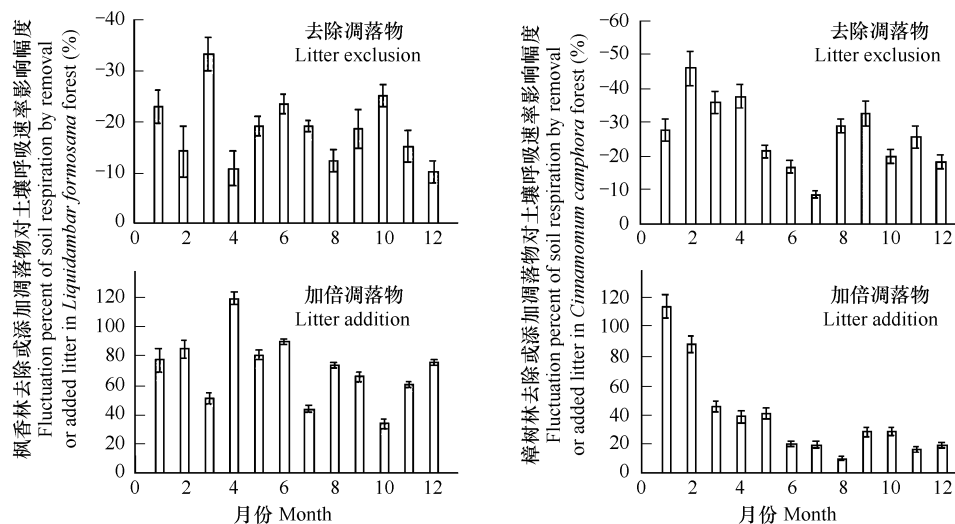 枫香林去除或添加凋落物对土壤呼吸速率影响幅度
Fluctuation percent of soil respiration by removal
or added litter in Liquidambar formosana forest (%)
−40
−30
−20
−10
0
去除凋落物
Litter exclusion
0 2 4 6 8 10 12
120
100
80
60
40
20
0
加倍凋落物
Litter addition
0 2 4 6 8 10 12
月份 Month
樟树林去除或添加凋落物对土壤呼吸速率影响幅度
Fluctuation percent of soil respiration by removal
or added litter in Cinnamomum camphora forest (%)
−60
−50
−40
−30
−20
−10
0
去除凋落物
Litter exclusion
0 2 4 6 8 10 12
120
100
80
60
40
20
0
加倍凋落物
Litter addition
0 2 4 6 8 10 12
月份 Month